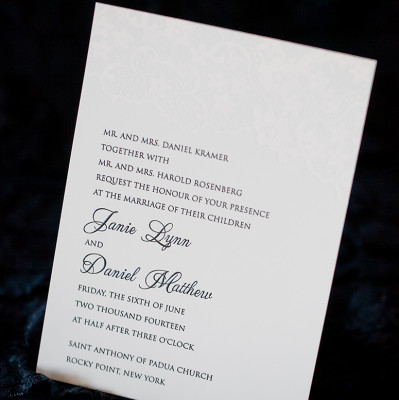 MR. AND MRS. DANIEL KRAMER
TOGETHER WITH
MR. AND MRS. HAROLD ROSENBERG
REQUEST THE HONOUR OF YOUR PRESENCE
AT THE MARRIAGE OF THEIR CHILDREN
Janie Lynn
AND
Daniel Matthew
FRIDAY, THE SIXTH OF JUNE
TWO THOUSAND FOURTEEN
AT HALF AFTER THREE O'CLOCK
SAINT ANTHONY OF PADUA CHURCH
ROCKY POINT, NEW YORK